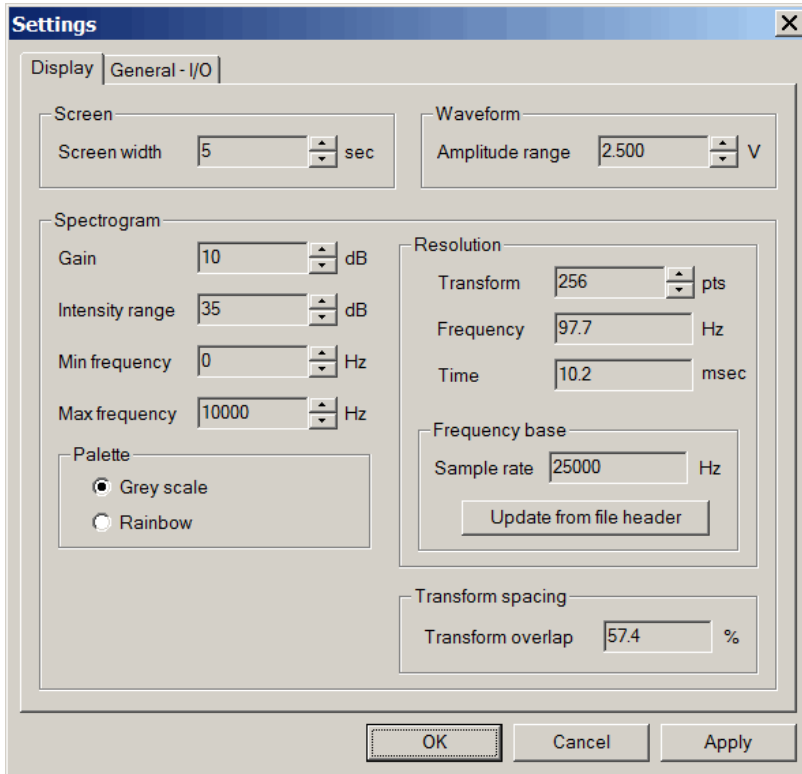 Settings
Display General - I/O
Screen
Screen width 5 sec
Waveform
Amplitude range 2.500 V
Spectrogram
Gain 10 dB
Intensity range 35 dB
Min frequency 0 Hz
Max frequency 10000 Hz
Palette
Grey scale
Rainbow
Resolution
Transform 256 pts
Frequency 97.7 Hz
Time 10.2 msec
Frequency base
Sample rate 25000 Hz
Update from file header
Transform spacing
Transform overlap 57.4 %
OK Cancel Apply